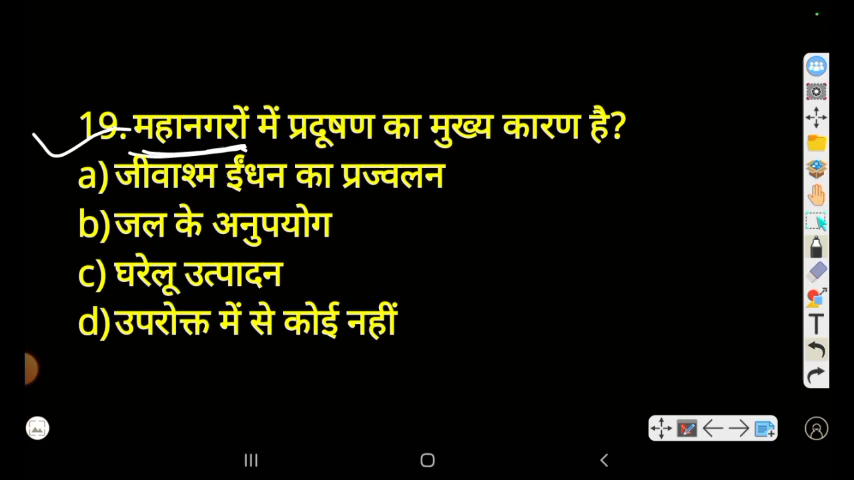 19. महानगरों में प्रदूषण का मुख्य कारण है?
a) जीवाश्म ईंधन का प्रज्वलन
b) जल के अनुपयोग
c) घरेलू उत्पादन
d) उपरोक्त में से कोई नहीं